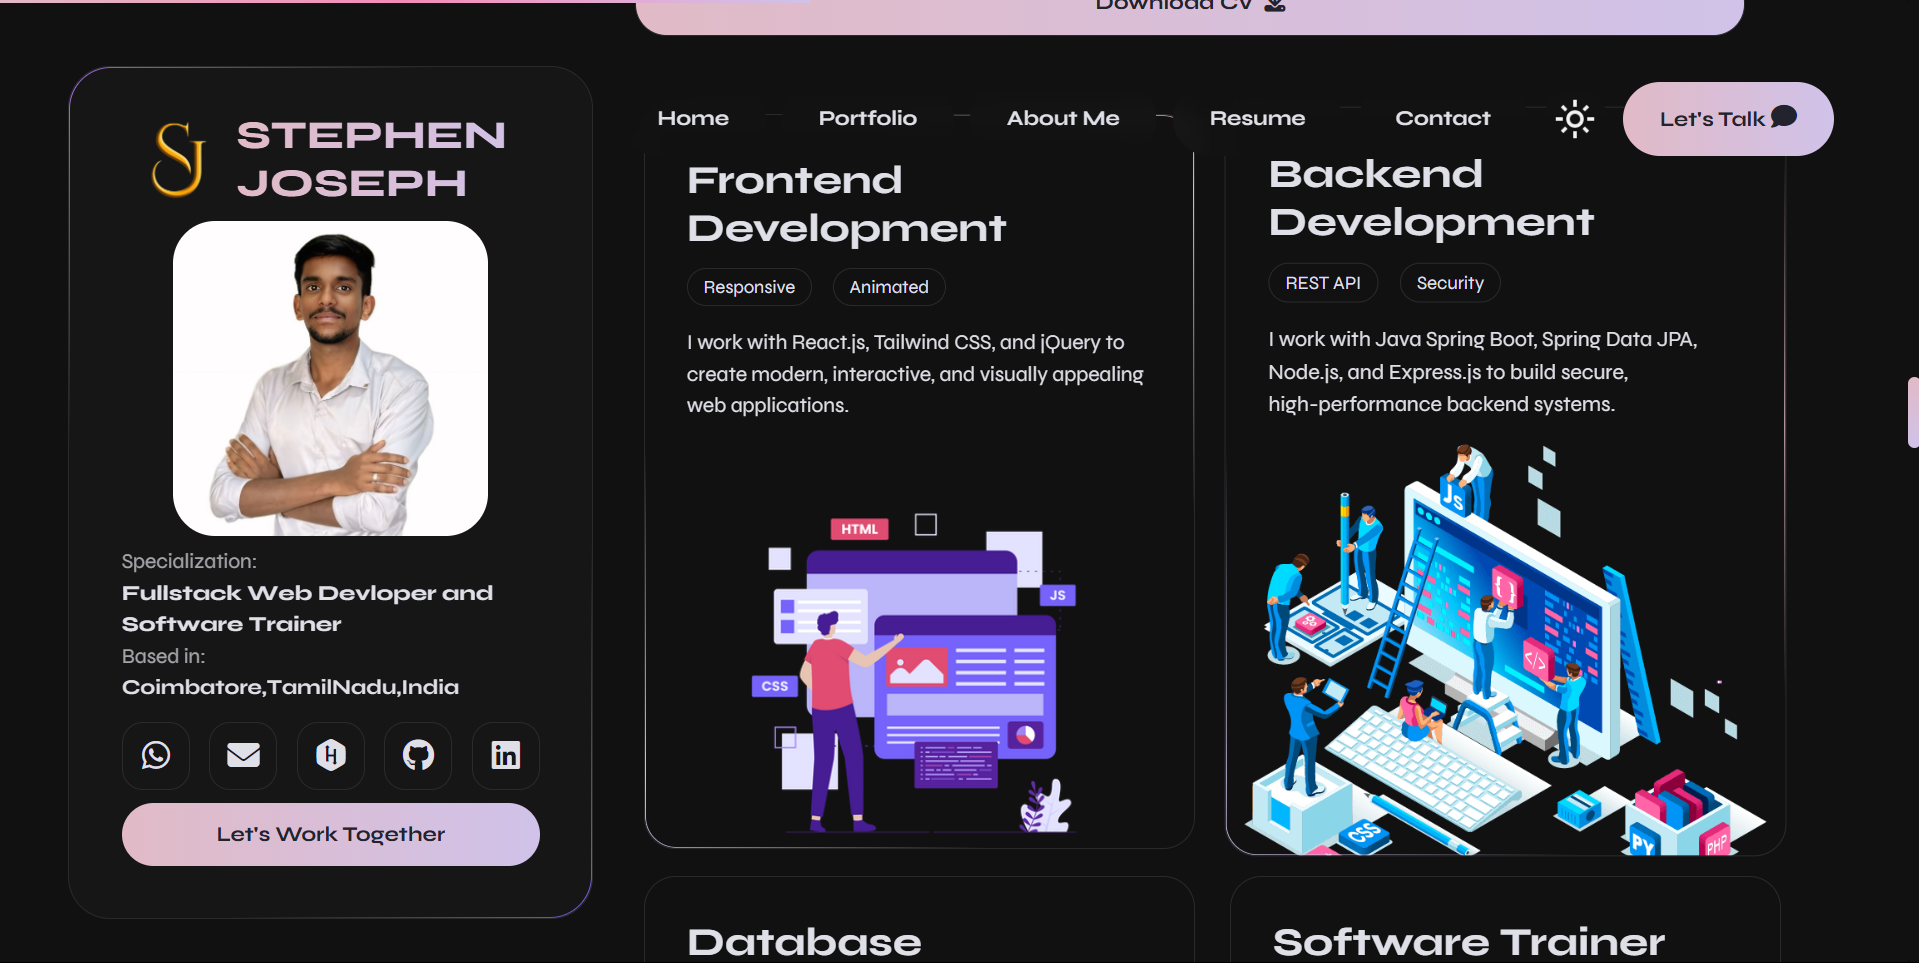 Download CV
Home
Portfolio
About Me
Resume
Contact
Let's Talk
SJ
STEPHEN
JOSEPH
Specialization:
Fullstack Web Devloper and
Software Trainer
Based in:
Coimbatore,TamilNadu,India
H
in
Let's Work Together
Frontend
Development
Responsive
Animated
I work with React.js, Tailwind CSS, and jQuery to
create modern, interactive, and visually appealing
web applications.
HTML
JS
CSS
Backend
Development
REST API
Security
I work with Java Spring Boot, Spring Data JPA,
Node.js, and Express.js to build secure,
high-performance backend systems.
JS
{ }
</>
CSS
PY
PHP
Database
Software Trainer